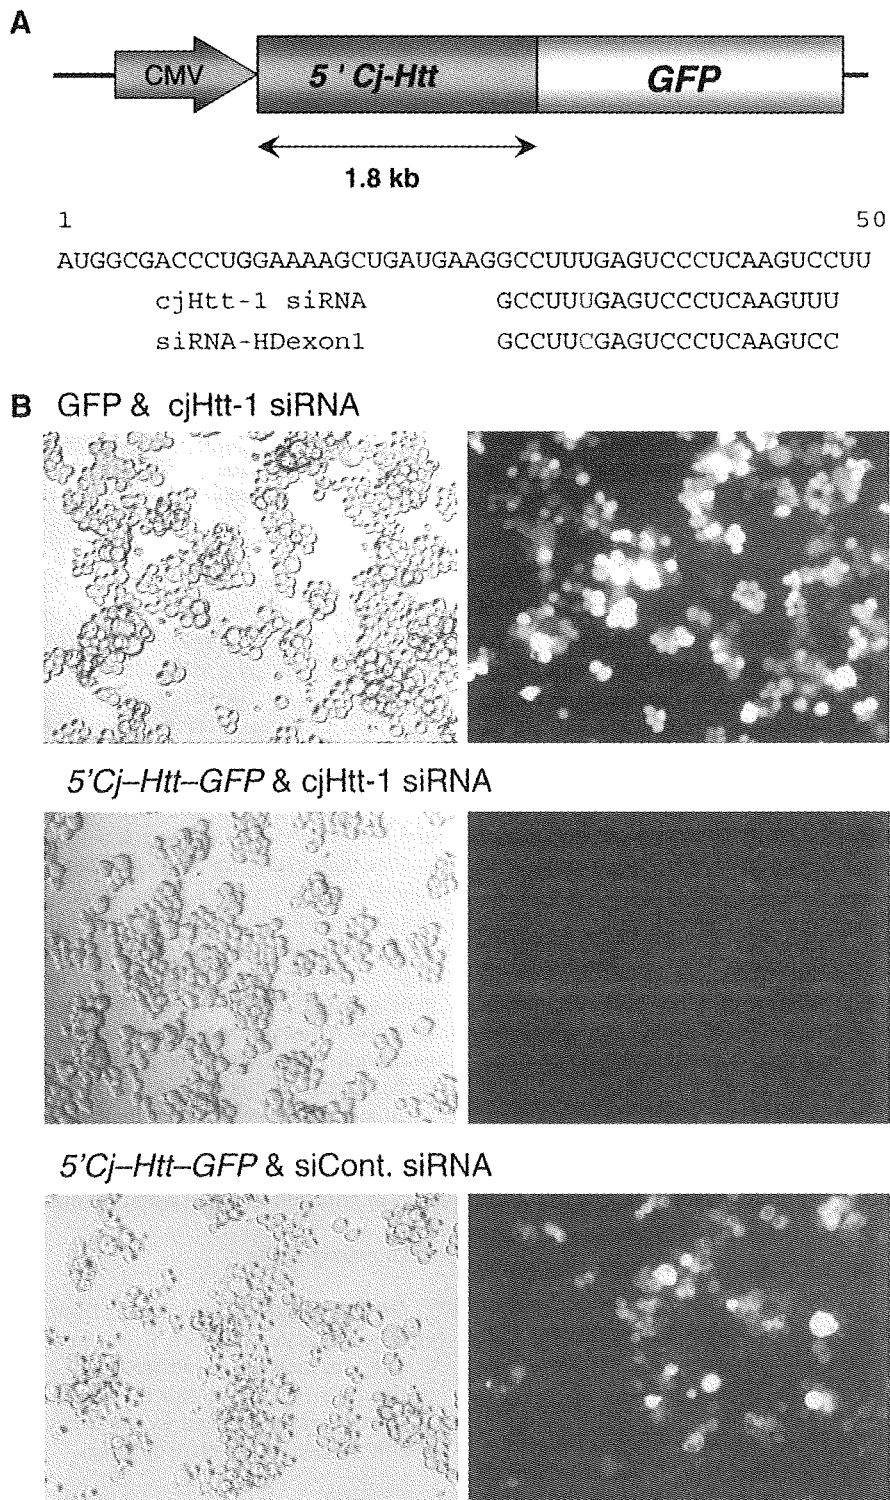 A
CMV 5 ' Cj-Htt GFP
1.8 kb
1 50
AUGGCGACCCUGGAAAAGCUGAUGAAGGCCUUUGAGUCCCUCAAGUCCUU
cjHtt-1 siRNA GCCUUUGAGUCCCUCAAGUUU
siRNA-HDexon1 GCCUUCGAGUCCCUCAAGUCC
B GFP & cjHtt-1 siRNA
5'Cj–Htt–GFP & cjHtt-1 siRNA
5'Cj–Htt–GFP & siCont. siRNA